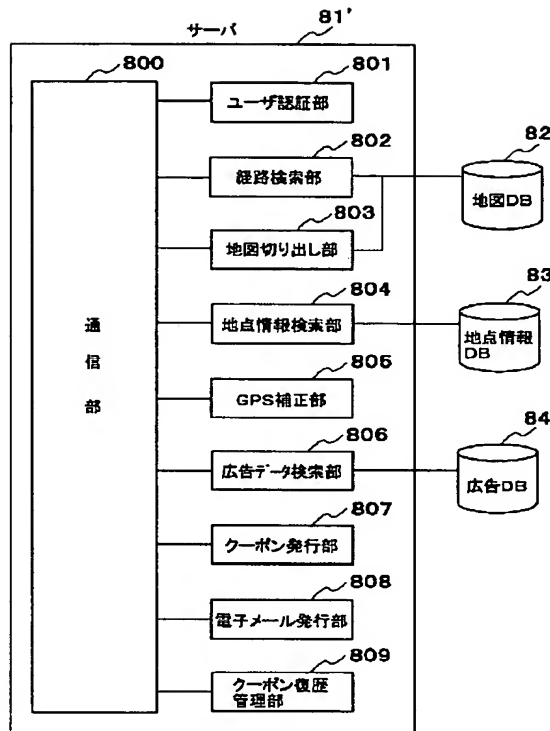 サーバ
81'
800
通信部
801
ユーザ認証部
802
経路検索部
803
地図切り出し部
804
地点情報検索部
805
GPS補正部
806
広告データ検索部
807
クーポン発行部
808
電子メール発行部
809
クーポン復歴
管理部
82
地図DB
83
地点情報
DB
84
広告DB